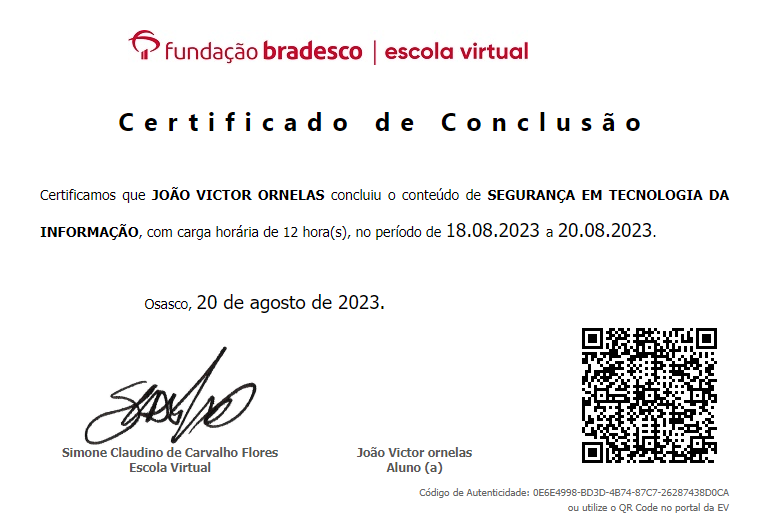 fundação bradesco | escola virtual
Certificado de Conclusão
Certificamos que JOÃO VICTOR ORNELAS concluiu o conteúdo de SEGURANÇA EM TECNOLOGIA DA
INFORMAÇÃO, com carga horária de 12 hora(s), no período de 18.08.2023 a 20.08.2023.
Osasco, 20 de agosto de 2023.
Simone Claudino de Carvalho Flores
Escola Virtual
João Victor ornelas
Aluno (a)
Código de Autenticidade: 0E6E4998-BD3D-4B74-87C7-26287438D0CA
ou utilize o QR Code no portal da EV